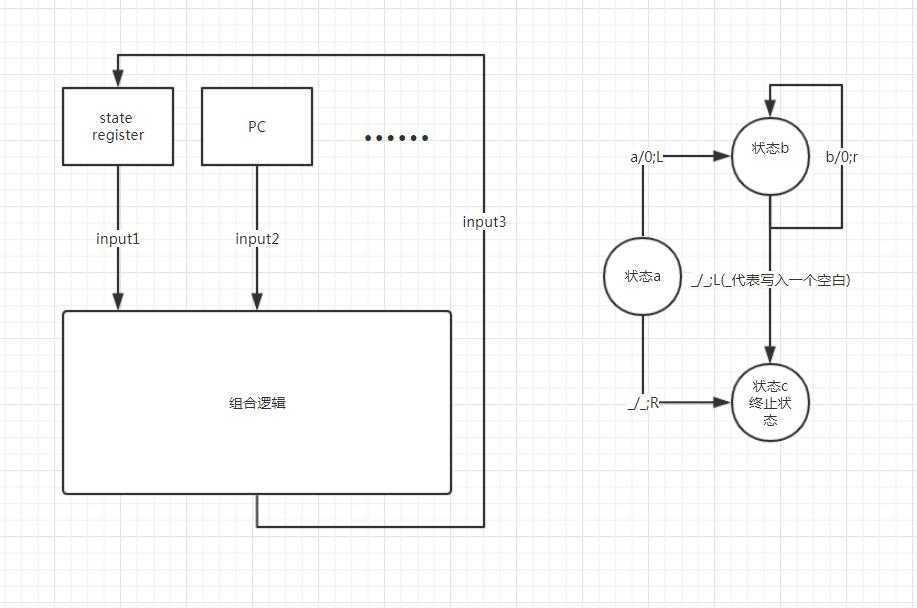 state
register
PC
••••••
input1
input2
input3
组合逻辑
a/0;L
状态b
b/0;r
状态a
_/_;L(_代表写入一个空白)
_/_;R
状态c
终止状
态